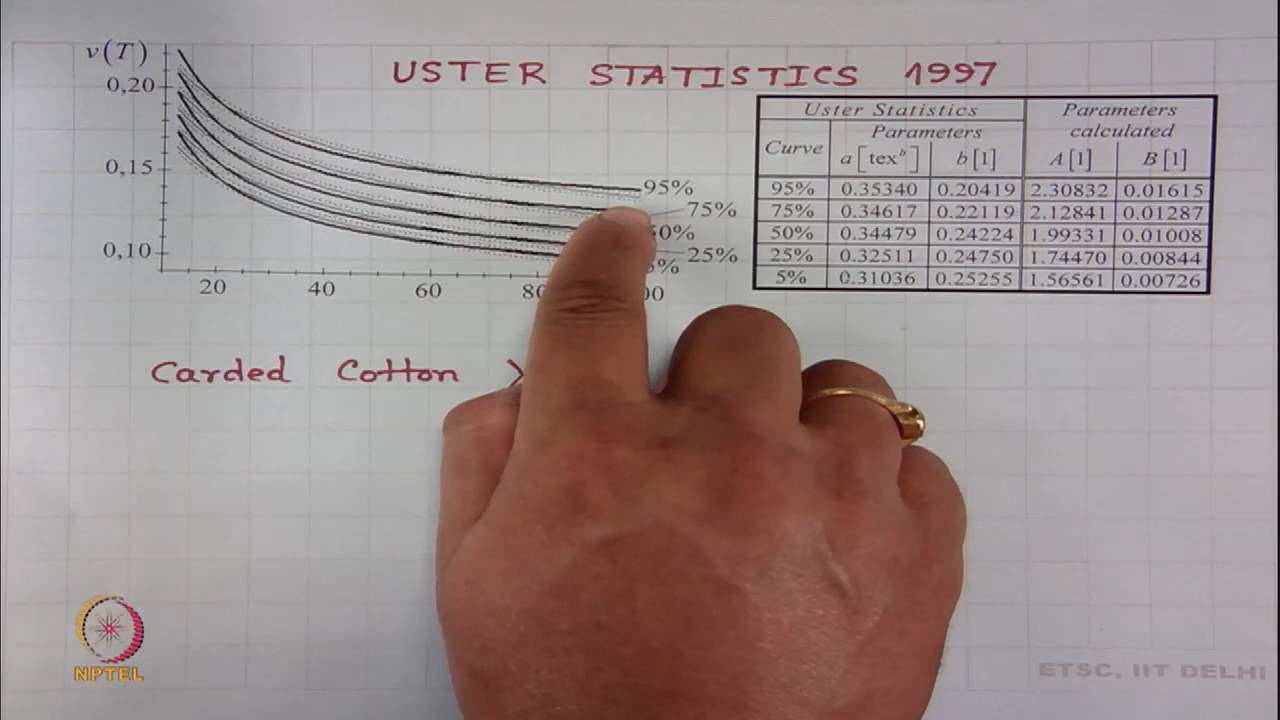 USTER STATISTICS 1997
v(T)
0,20
0,15
0,10
20 40 60
95%
75%
25%
Uster Statistics Parameters calculated
Curve Parameters
a [tex^b] b [1] A [1] B [1]
95% 0.35340 0.20419 2.30832 0.01615
75% 0.34617 0.22119 2.12841 0.01287
50% 0.34479 0.24224 1.99331 0.01008
25% 0.32511 0.24750 1.74470 0.00844
5% 0.31036 0.25255 1.56561 0.00726
Carded Cotton
NPTEL
ETSC, IIT DELHI